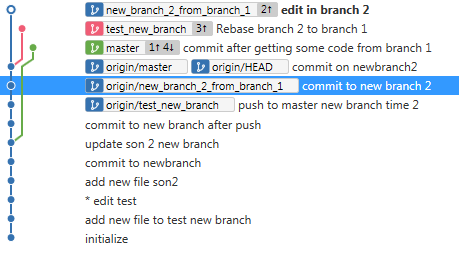 new_branch_2_from_branch_1 2↑ edit in branch 2
test_new_branch 3↑ Rebase branch 2 to branch 1
master 1↑ 4↓ commit after getting some code from branch 1
origin/master origin/HEAD commit on newbranch2
origin/new_branch_2_from_branch_1 commit to new branch 2
origin/test_new_branch push to master new branch time 2
commit to new branch after push
update son 2 new branch
commit to newbranch
add new file son2
* edit test
add new file to test new branch
initialize